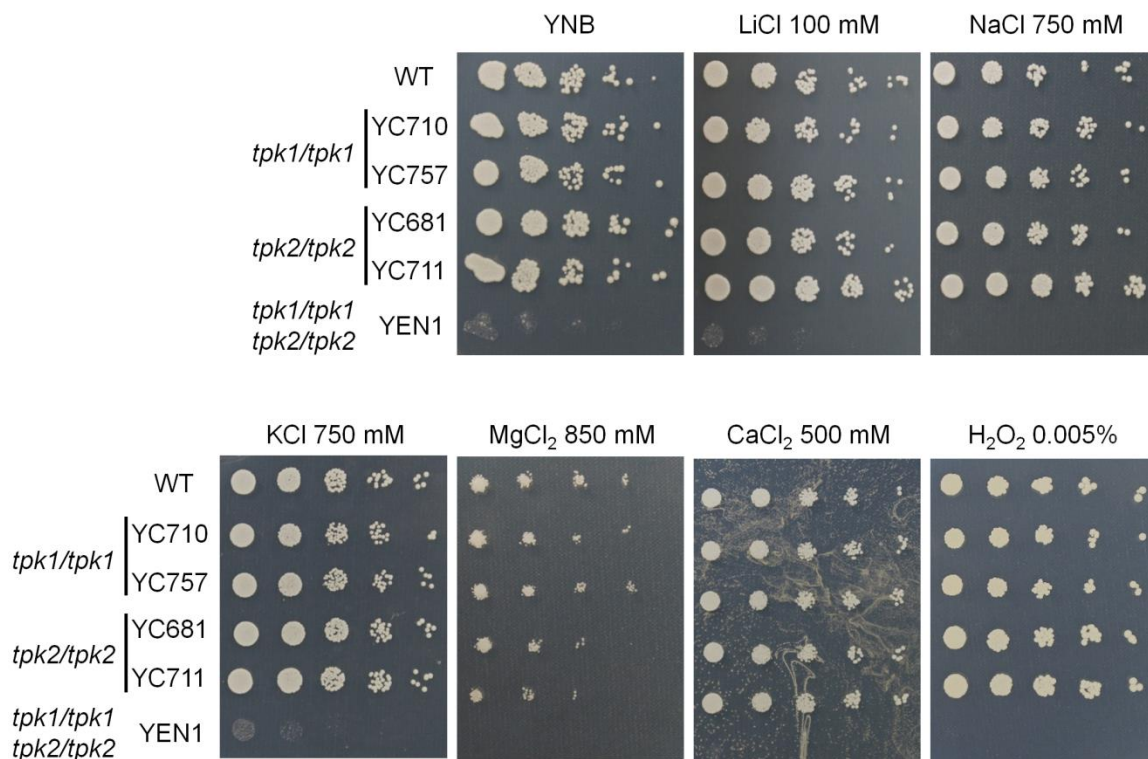 YNB LiCl 100 mM NaCl 750 mM
WT
YC710
tpk1/tpk1
YC757
YC681
tpk2/tpk2
YC711
tpk1/tpk1
YEN1
tpk2/tpk2
KCl 750 mM MgCl₂ 850 mM CaCl₂ 500 mM H₂O₂ 0.005%
WT
YC710
tpk1/tpk1
YC757
YC681
tpk2/tpk2
YC711
tpk1/tpk1
YEN1
tpk2/tpk2